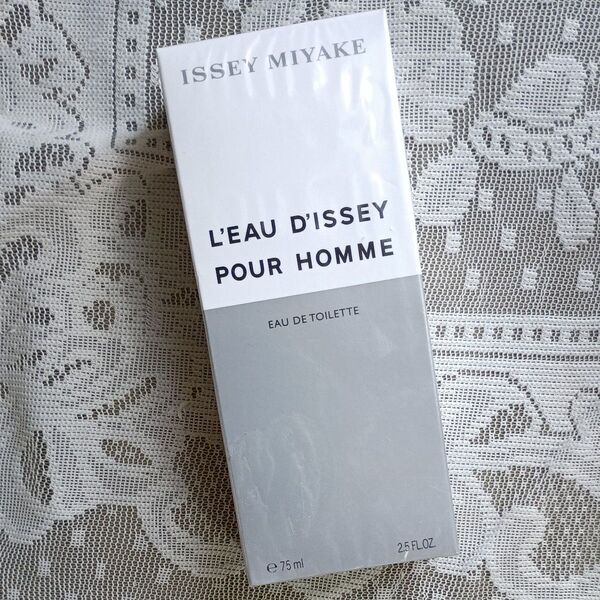 ISSEY MIYAKE
L'EAU D'ISSEY
POUR HOMME
EAU DE TOILETTE
℮ 75 ml 2.5 FL.OZ.